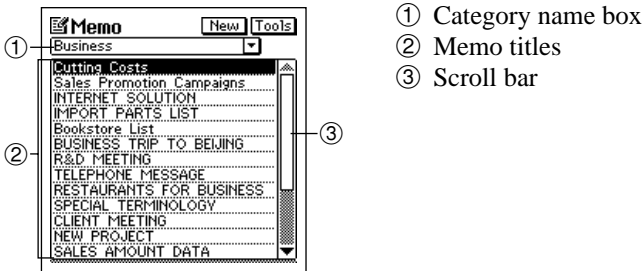 Memo New Tools
① Business
Cutting Costs
Sales Promotion Campaigns
INTERNET SOLUTION
IMPORT PARTS LIST
Bookstore List
BUSINESS TRIP TO BEIJING
R&D MEETING
TELEPHONE MESSAGE
RESTAURANTS FOR BUSINESS
SPECIAL TERMINOLOGY
CLIENT MEETING
NEW PROJECT
SALES AMOUNT DATA
②
③
① Category name box
② Memo titles
③ Scroll bar